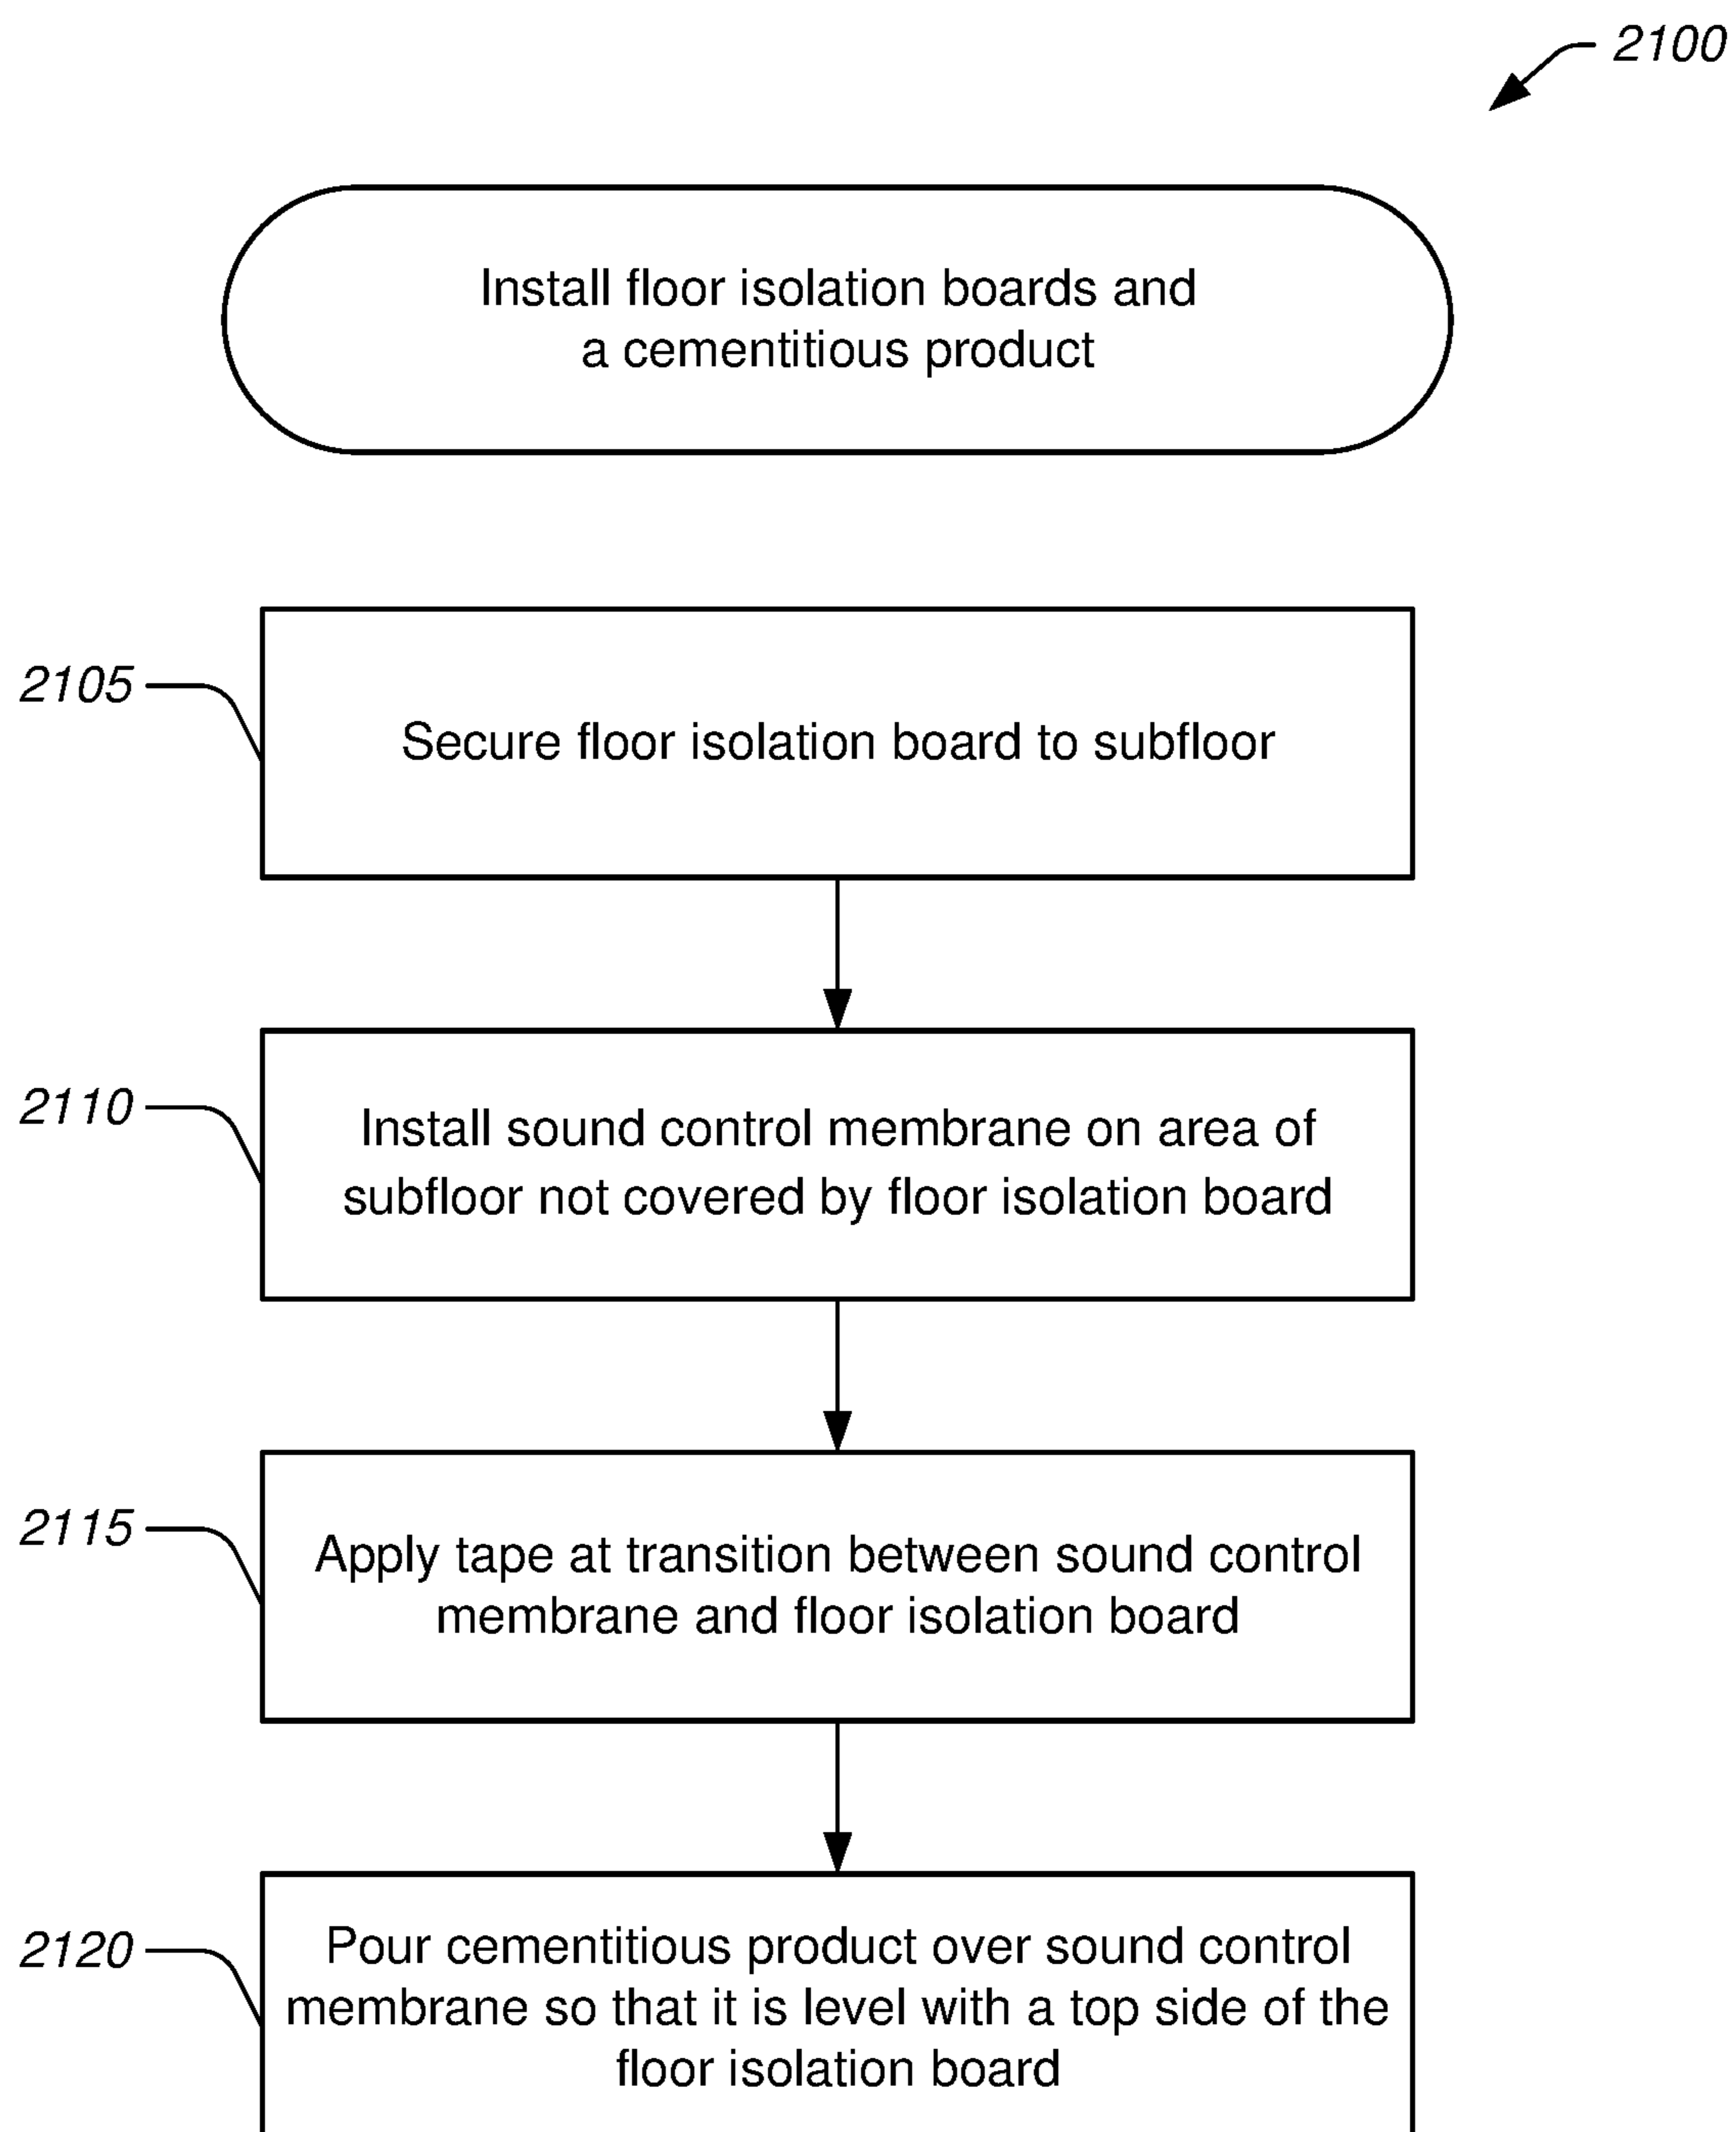 2100
Install floor isolation boards and
a cementitious product
2105
Secure floor isolation board to subfloor
2110
Install sound control membrane on area of
subfloor not covered by floor isolation board
2115
Apply tape at transition between sound control
membrane and floor isolation board
2120
Pour cementitious product over sound control
membrane so that it is level with a top side of the
floor isolation board